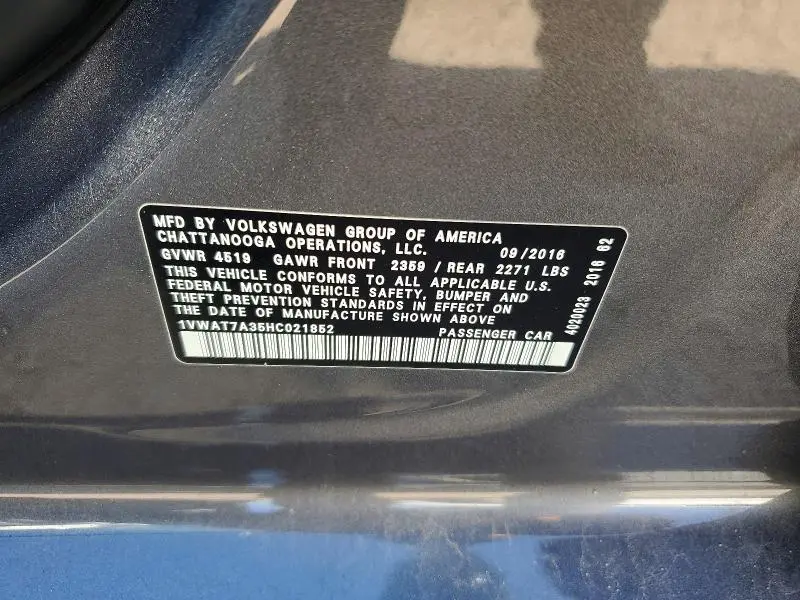 MFD BY VOLKSWAGEN GROUP OF AMERICA
CHATTANOOGA OPERATIONS, LLC. 09/2016
GVWR 4519 GAWR FRONT 2359 / REAR 2271 LBS
THIS VEHICLE CONFORMS TO ALL APPLICABLE U.S.
FEDERAL MOTOR VEHICLE SAFETY, BUMPER AND
THEFT PREVENTION STANDARDS IN EFFECT ON
THE DATE OF MANUFACTURE SHOWN ABOVE
1VWAT7A35HC021852 PASSENGER CAR
4020023 2016 62